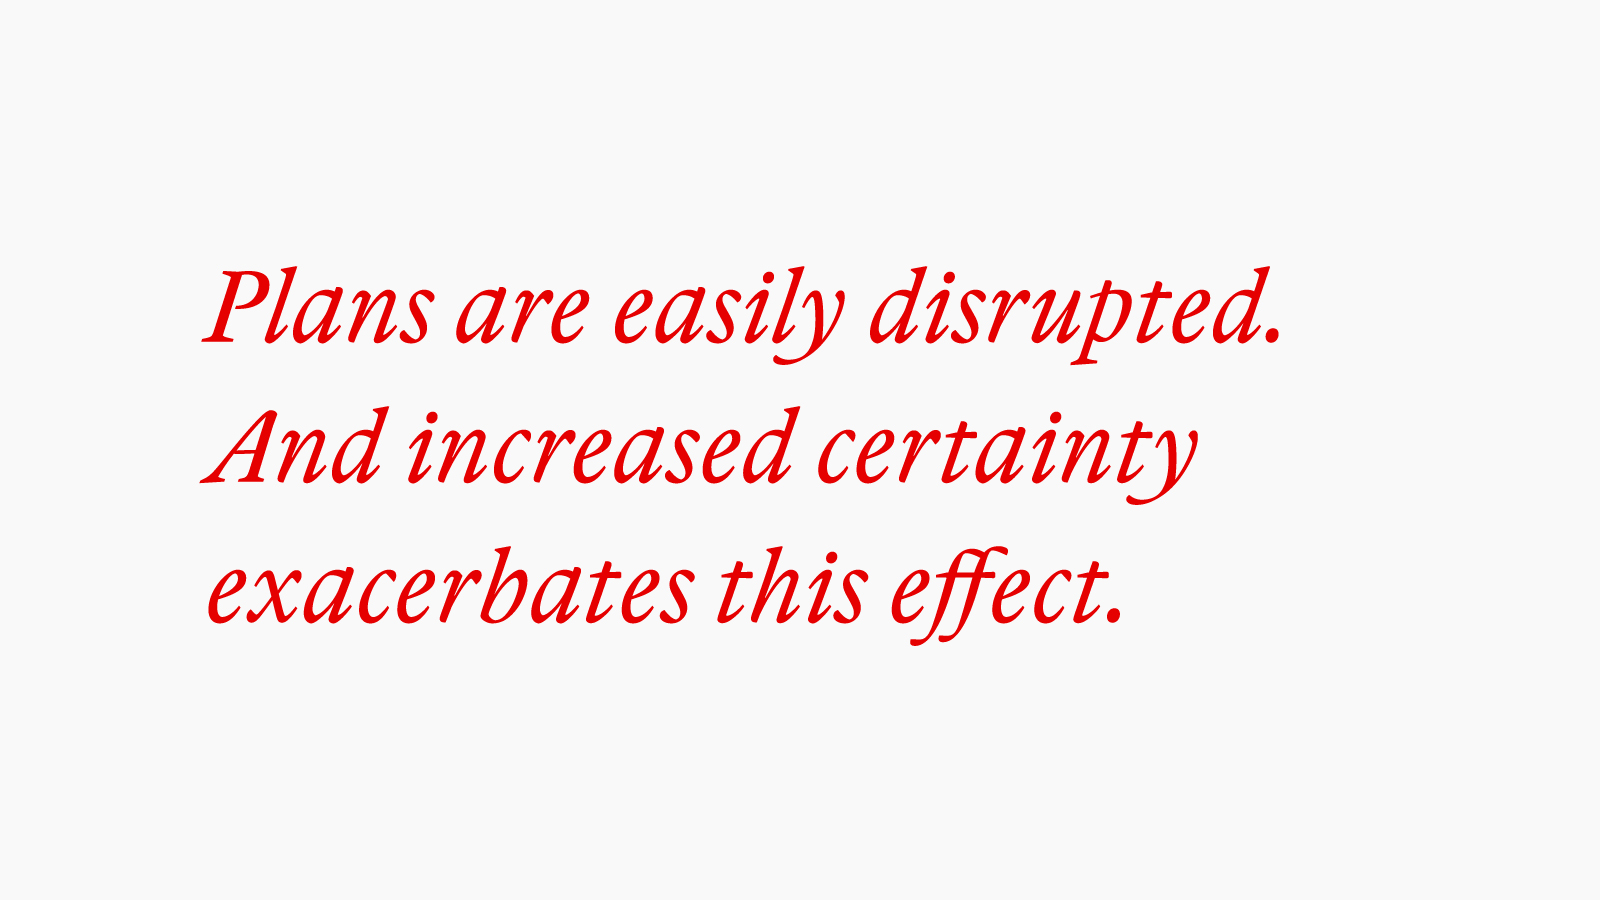 Plans are easily disrupted.
And increased certainty
exacerbates this effect.